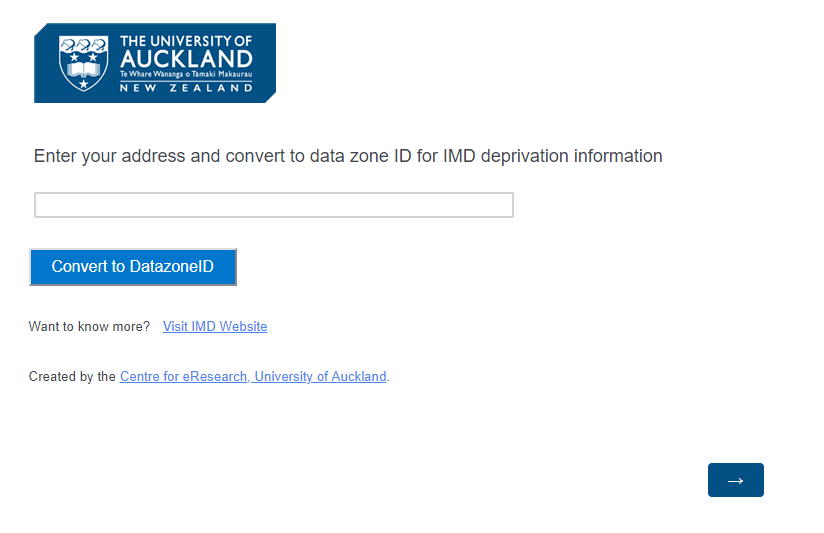 THE UNIVERSITY OF
AUCKLAND
Te Whare Wānanga o Tāmaki Makaurau
NEW ZEALAND
Enter your address and convert to data zone ID for IMD deprivation information
Convert to DatazoneID
Want to know more? Visit IMD Website
Created by the Centre for eResearch, University of Auckland.
→